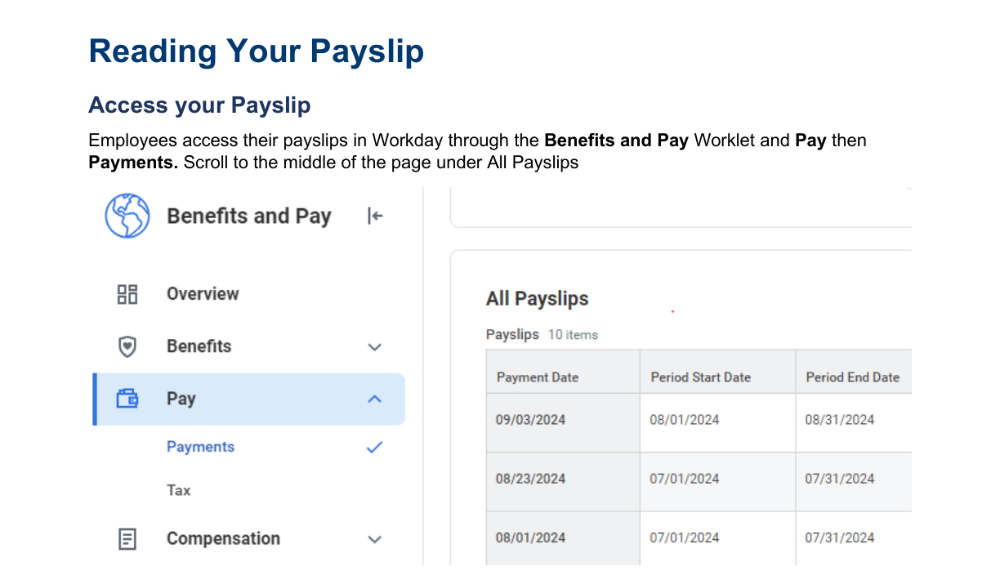 Reading Your Payslip
Access your Payslip
Employees access their payslips in Workday through the Benefits and Pay Worklet and Pay then
Payments. Scroll to the middle of the page under All Payslips
Benefits and Pay
Overview
Benefits
Pay
Payments
Tax
Compensation
All Payslips
Payslips 10 items
Payment Date Period Start Date Period End Date
09/03/2024 08/01/2024 08/31/2024
08/23/2024 07/01/2024 07/31/2024
08/01/2024 07/01/2024 07/31/2024